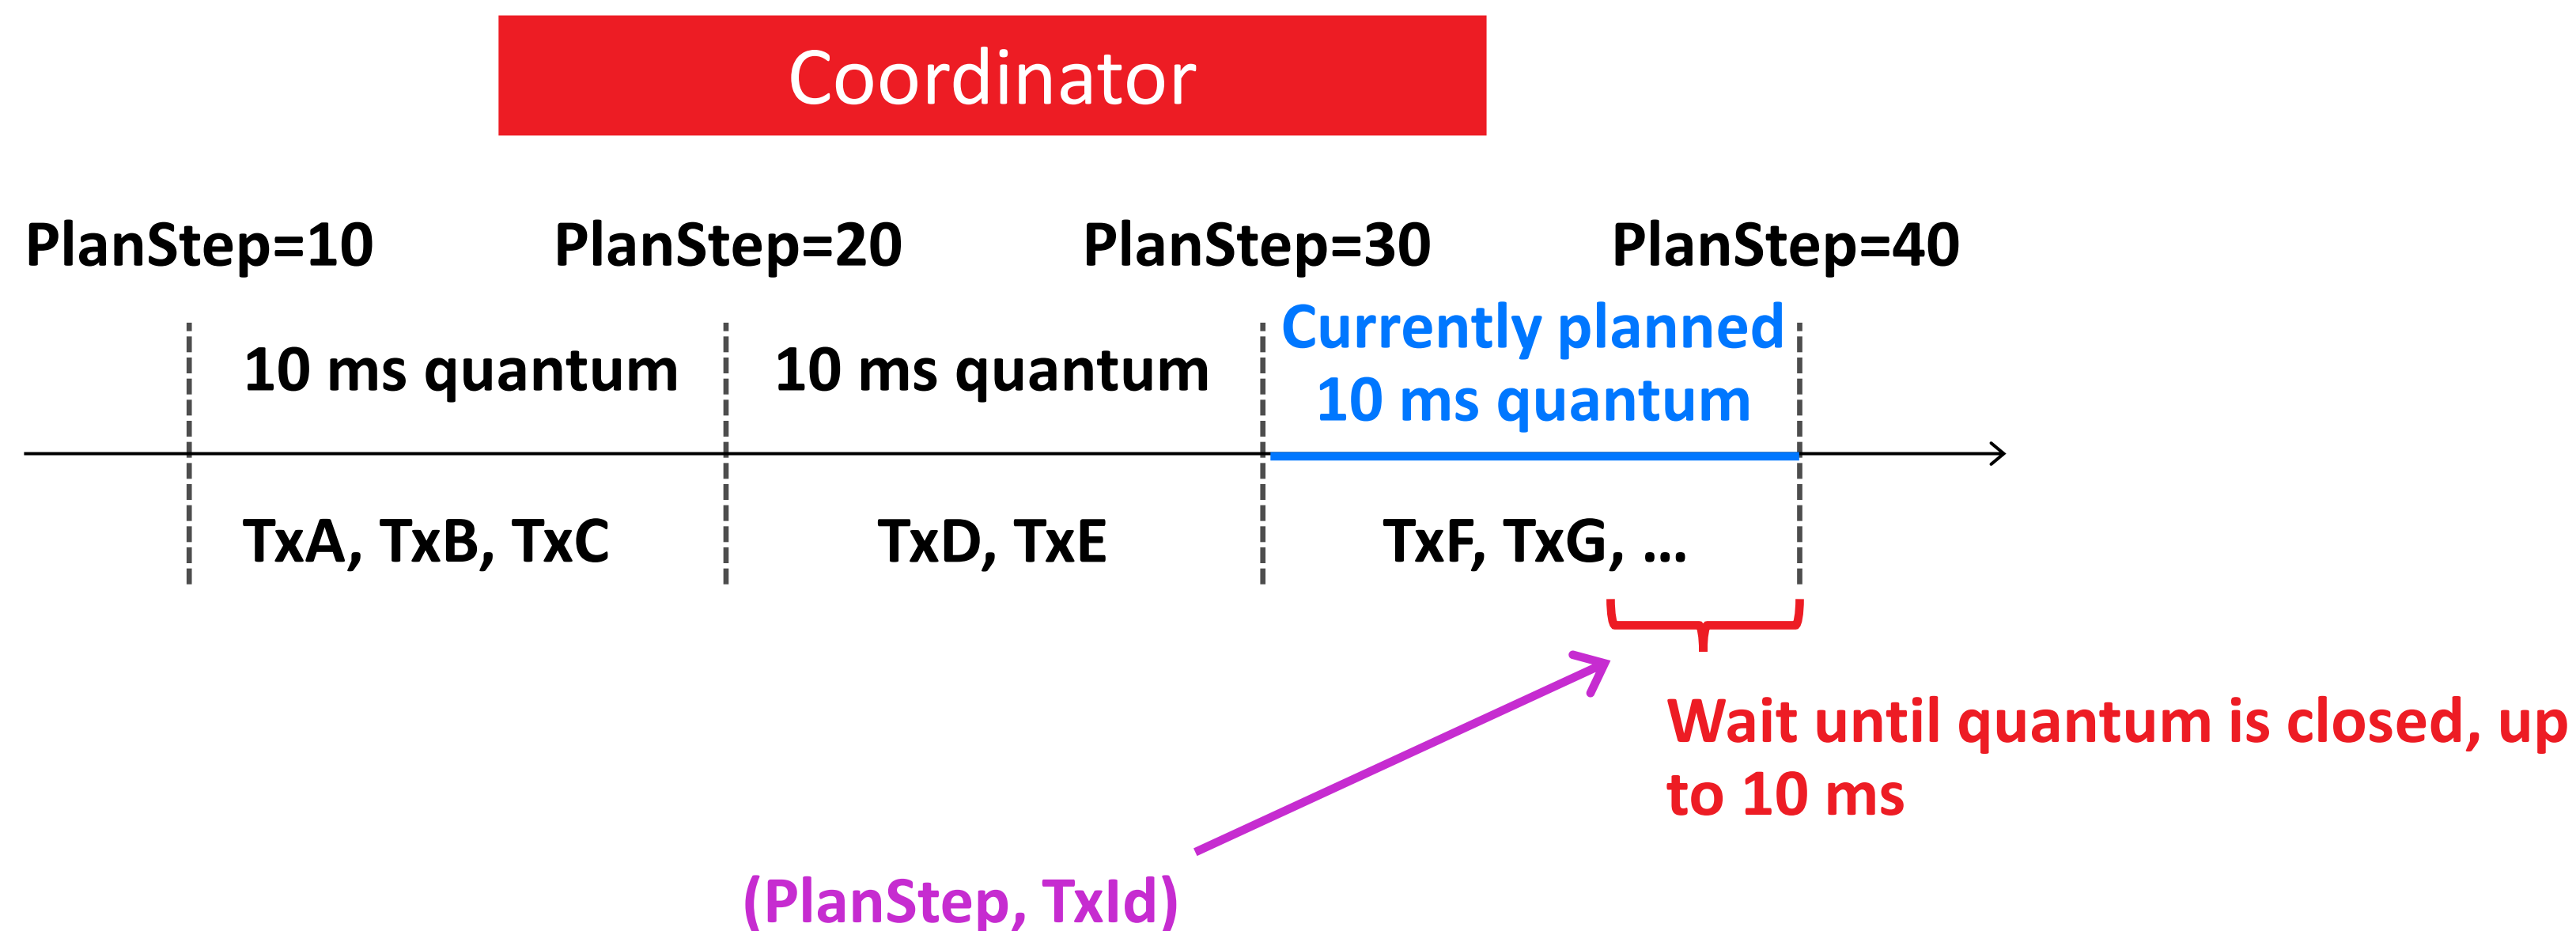 Coordinator
PlanStep=10
PlanStep=20
PlanStep=30
PlanStep=40
10 ms quantum
10 ms quantum
Currently planned
10 ms quantum
TxA, TxB, TxC
TxD, TxE
TxF, TxG, ...
Wait until quantum is closed, up
to 10 ms
(PlanStep, TxId)